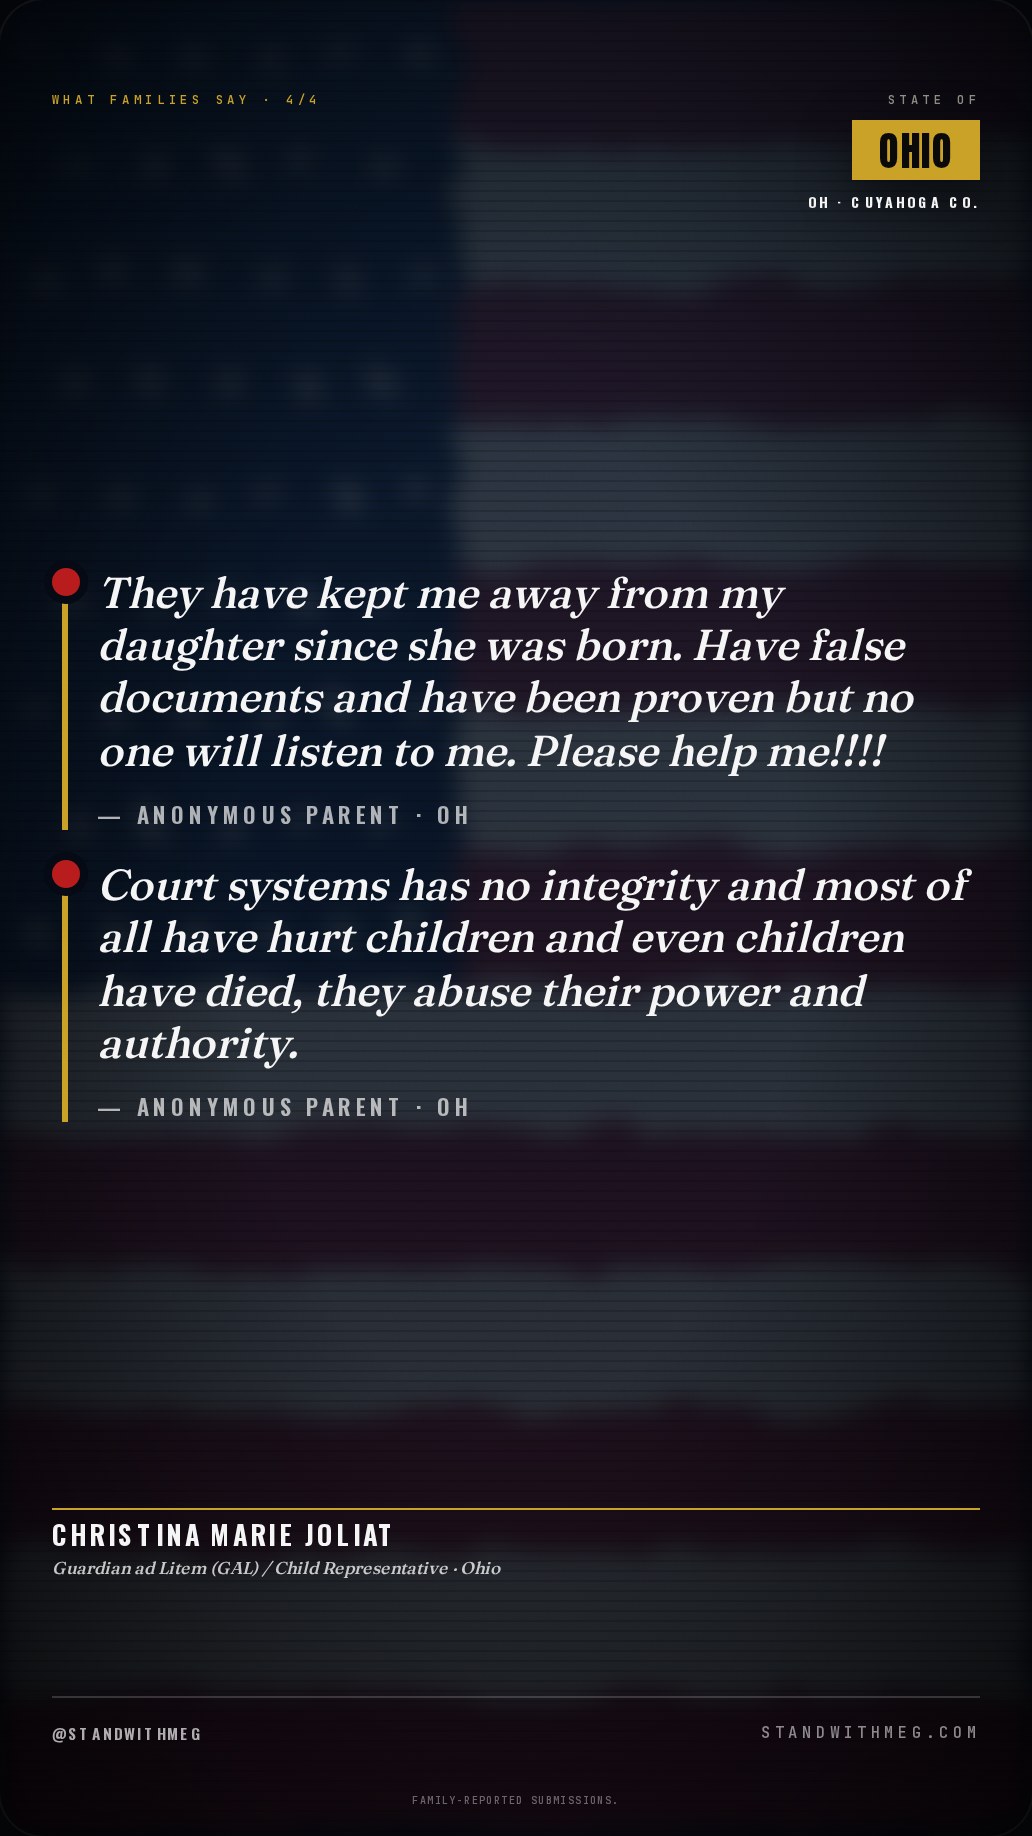 WHAT FAMILIES SAY · 4/4
STATE OF
OHIO
OH · CUYAHOGA CO.
They have kept me away from my
daughter since she was born. Have false
documents and have been proven but no
one will listen to me. Please help me!!!!
— ANONYMOUS PARENT · OH
Court systems has no integrity and most of
all have hurt children and even children
have died, they abuse their power and
authority.
— ANONYMOUS PARENT · OH
CHRISTINA MARIE JOLIAT
Guardian ad Litem (GAL) / Child Representative · Ohio
@STANDWITHMEG
STANDWITHMEG.COM
FAMILY-REPORTED SUBMISSIONS.